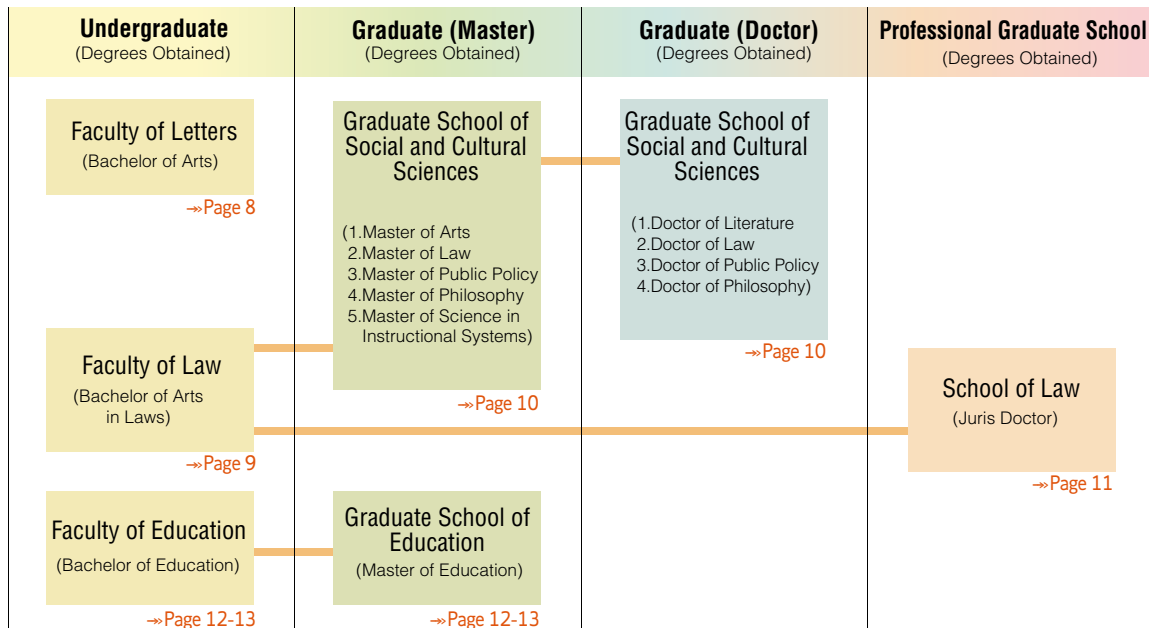 Undergraduate
(Degrees Obtained)
Graduate (Master)
(Degrees Obtained)
Graduate (Doctor)
(Degrees Obtained)
Professional Graduate School
(Degrees Obtained)
Faculty of Letters
(Bachelor of Arts)
→Page 8
Graduate School of
Social and Cultural
Sciences
(1.Master of Arts
2.Master of Law
3.Master of Public Policy
4.Master of Philosophy
5.Master of Science in
Instructional Systems)
→Page 10
Graduate School of
Social and Cultural
Sciences
(1.Doctor of Literature
2.Doctor of Law
3.Doctor of Public Policy
4.Doctor of Philosophy)
→Page 10
Faculty of Law
(Bachelor of Arts
in Laws)
→Page 9
School of Law
(Juris Doctor)
→Page 11
Faculty of Education
(Bachelor of Education)
→Page 12-13
Graduate School of
Education
(Master of Education)
→Page 12-13